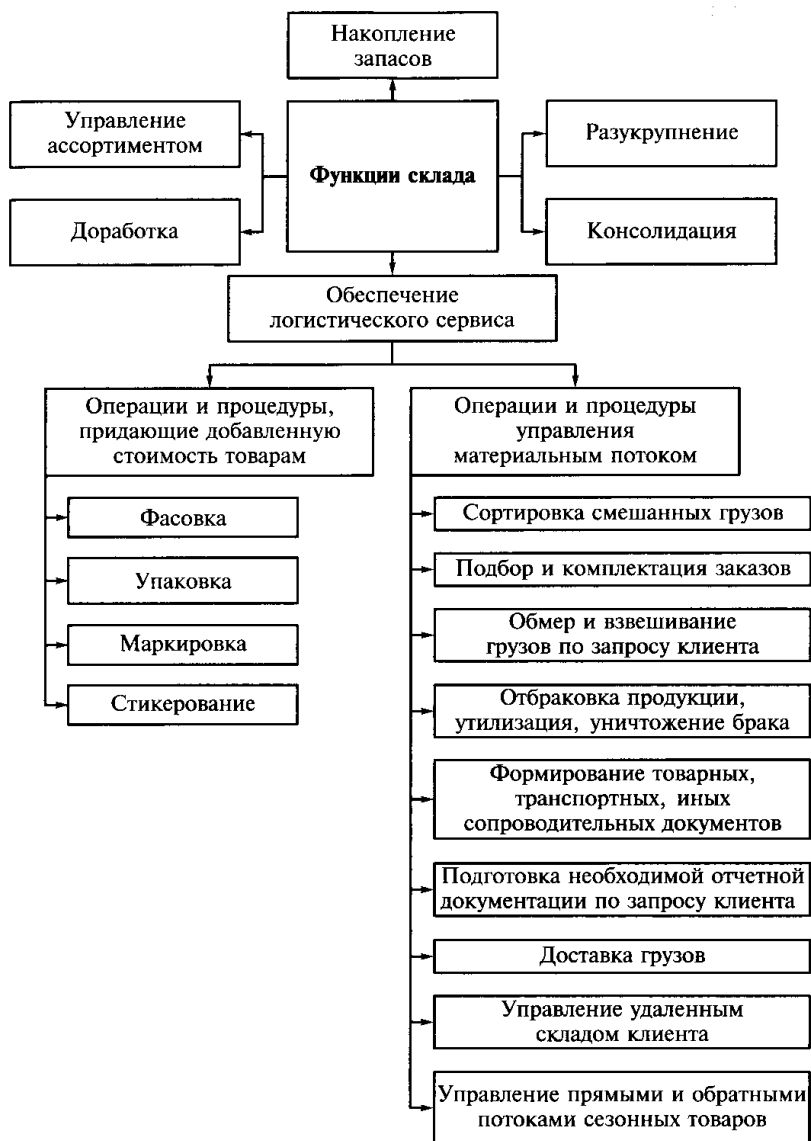 Накопление
запасов
Управление
ассортиментом
Разукрупнение
Функции склада
Доработка
Консолидация
Обеспечение
логистического сервиса
Операции и процедуры,
придающие добавленную
стоимость товарам
Операции и процедуры
управления
материальным потоком
Фасовка
Упаковка
Маркировка
Стикерование
Сортировка смешанных грузов
Подбор и комплектация заказов
Обмер и взвешивание
грузов по запросу клиента
Отбраковка продукции,
утилизация, уничтожение брака
Формирование товарных,
транспортных, иных
сопроводительных документов
Подготовка необходимой отчетной
документации по запросу клиента
Доставка грузов
Управление удаленным
складом клиента
Управление прямыми и обратными
потоками сезонных товаров